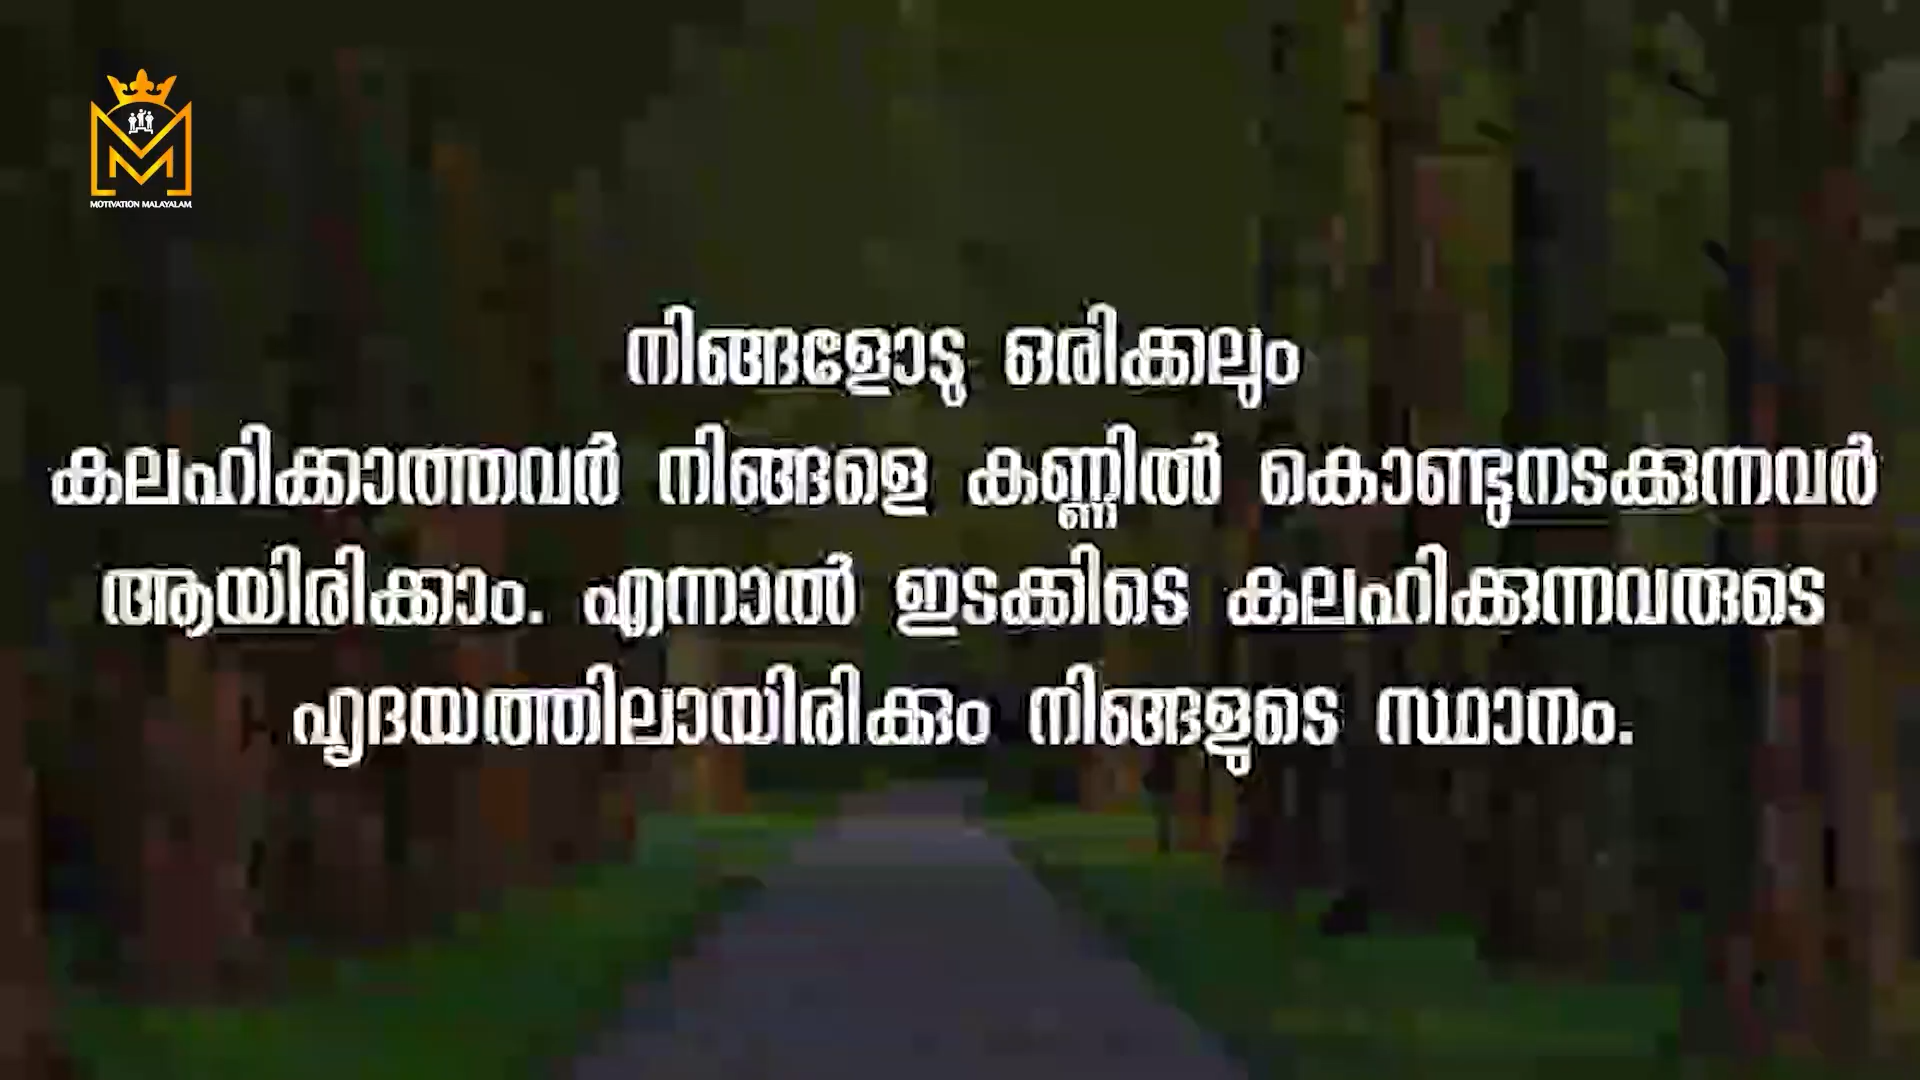 MOTIVATION MALAYALAM
നിങ്ങളോടു ഒരിക്കലും
കലഹിക്കാത്തവർ നിങ്ങളെ കണ്ണിൽ കൊണ്ടുനടക്കുന്നവർ
ആയിരിക്കാം. എന്നാൽ ഇടക്കിടെ കലഹിക്കുന്നവരുടെ
ഹൃദയത്തിലായിരിക്കും നിങ്ങളുടെ സ്ഥാനം.